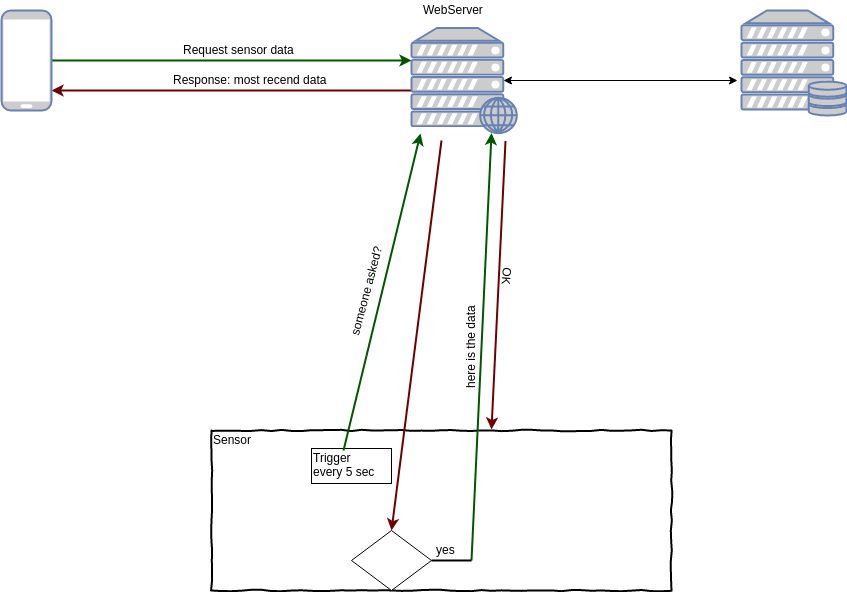 WebServer
Request sensor data
Response: most recend data
someone asked?
OK
here is the data
Sensor
Trigger
every 5 sec
yes